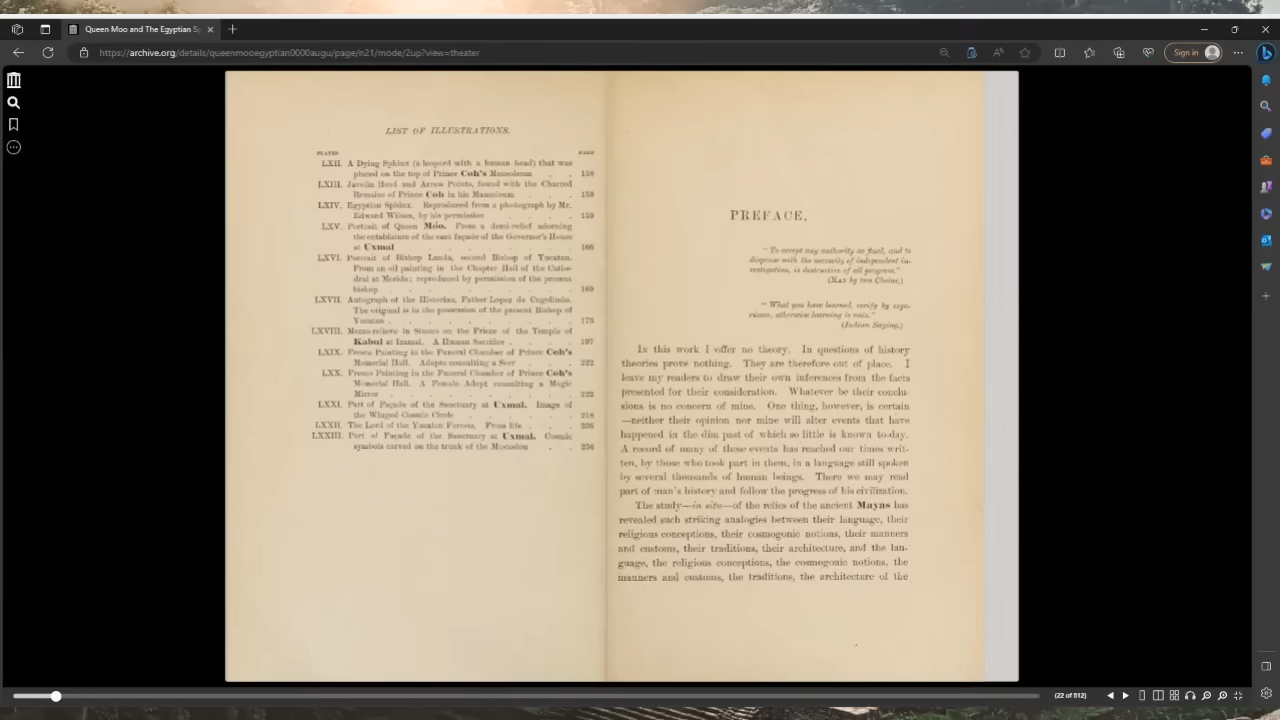 Queen Moo and The Egyptian Sp
https://archive.org/details/queenmooegyptian0000augu/page/n21/mode/2up?view=theater
Sign in
LIST OF ILLUSTRATIONS.
PLATES PAGE
LXII. A Dying Sphinx (a leopard with a human head) that was
placed on the top of Prince Coh's Mausoleum . . 158
LXIII. Javelin Head and Arrow Points, found with the Charred
Remains of Prince Coh in his Mausoleum . . . 159
LXIV. Egyptian Sphinx. Reproduced from a photograph by Mr.
Edward Wilson, by his permission . . . . 159
LXV. Portrait of Queen Móo. From a demi-relief adorning
the entablature of the east façade of the Governor's House
at Uxmal . . . . . . . . . 166
LXVI. Portrait of Bishop Landa, second Bishop of Yucatan.
From an oil painting in the Chapter Hall of the Cathe-
dral at Merida; reproduced by permission of the present
bishop . . . . . . . . . 169
LXVII. Autograph of the Historian, Father Lopez de Cogolludo.
The original is in the possession of the present Bishop of
Yucatan . . . . . . . . . 173
LXVIII. Mezzo-relievo in Stucco on the Frieze of the Temple of
Kabul at Izamal. A Human Sacrifice . . . . 197
LXIX. Fresco Painting in the Funeral Chamber of Prince Coh's
Memorial Hall. Adepts consulting a Seer . . . 222
LXX. Fresco Painting in the Funeral Chamber of Prince Coh's
Memorial Hall. A Female Adept consulting a Magic
Mirror . . . . . . . . . 222
LXXI. Part of Façade of the Sanctuary at Uxmal. Image of
the Winged Cosmic Circle . . . . . . 218
LXXII. The Lord of the Yucatan Forests. From life . . . 236
LXXIII. Part of Façade of the Sanctuary at Uxmal. Cosmic
symbols carved on the trunk of the Mastodon . . 256
PREFACE.
"To accept any authority as final, and to
dispense with the necessity of independent in-
vestigation, is destructive of all progress."
(Man by two Chelas.)
"What you have learned, verify by expe-
rience, otherwise learning is vain."
(Indian Saying.)
In this work I offer no theory. In questions of history
theories prove nothing. They are therefore out of place. I
leave my readers to draw their own inferences from the facts
presented for their consideration. Whatever be their conclu-
sions is no concern of mine. One thing, however, is certain
—neither their opinion nor mine will alter events that have
happened in the dim past of which so little is known to-day.
A record of many of these events has reached our times writ-
ten, by those who took part in them, in a language still spoken
by several thousands of human beings. There we may read
part of man's history and follow the progress of his civilization.
The study—in situ—of the relics of the ancient Mayas has
revealed such striking analogies between their language, their
religious conceptions, their cosmogonic notions, their manners
and customs, their traditions, their architecture, and the lan-
guage, the religious conceptions, the cosmogonic notions, the
manners and customs, the traditions, the architecture of the
(22 of 512)